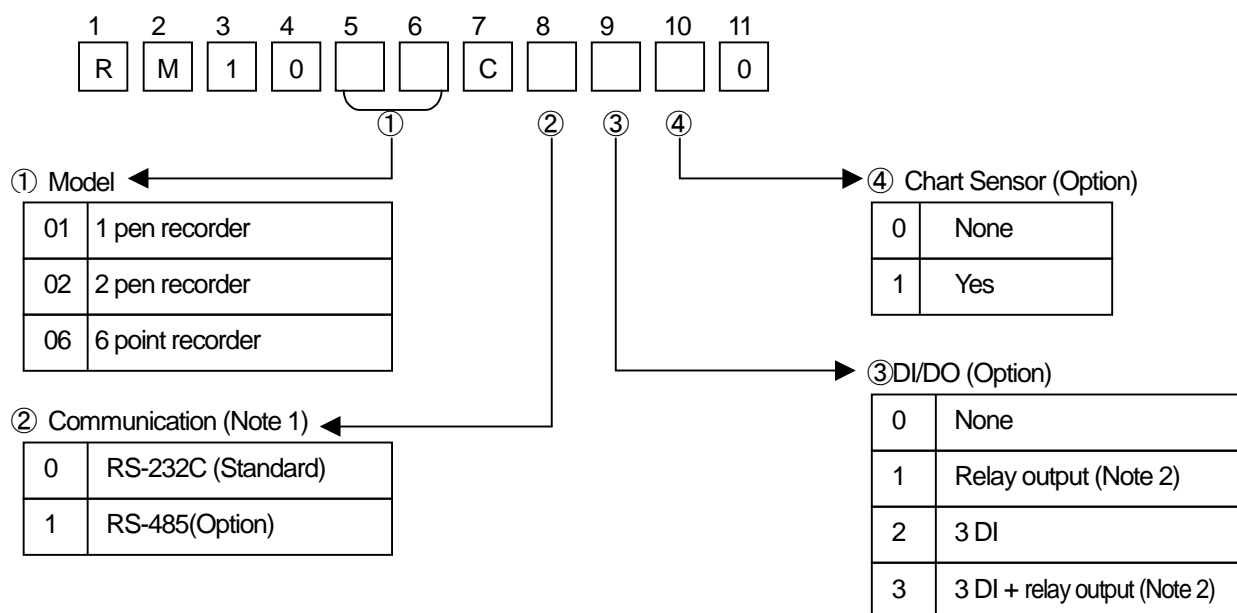 1 2 3 4 5 6 7 8 9 10 11
R M 1 0 C 0
① ② ③ ④
① Model
01 1 pen recorder
02 2 pen recorder
06 6 point recorder
② Communication (Note 1)
0 RS-232C (Standard)
1 RS-485(Option)
④ Chart Sensor (Option)
0 None
1 Yes
③DI/DO (Option)
0 None
1 Relay output (Note 2)
2 3 DI
3 3 DI + relay output (Note 2)